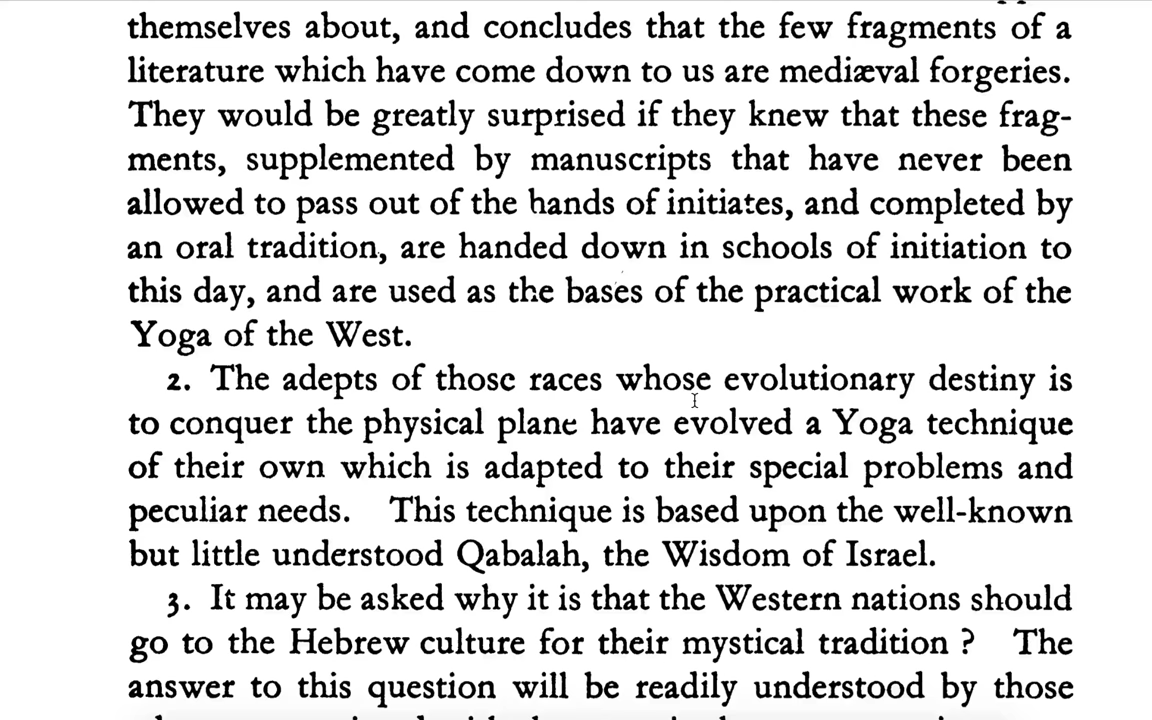 themselves about, and concludes that the few fragments of a
literature which have come down to us are mediæval forgeries.
They would be greatly surprised if they knew that these frag-
ments, supplemented by manuscripts that have never been
allowed to pass out of the hands of initiates, and completed by
an oral tradition, are handed down in schools of initiation to
this day, and are used as the bases of the practical work of the
Yoga of the West.
2. The adepts of those races whose evolutionary destiny is
to conquer the physical plane have evolved a Yoga technique
of their own which is adapted to their special problems and
peculiar needs. This technique is based upon the well-known
but little understood Qabalah, the Wisdom of Israel.
3. It may be asked why it is that the Western nations should
go to the Hebrew culture for their mystical tradition ? The
answer to this question will be readily understood by those